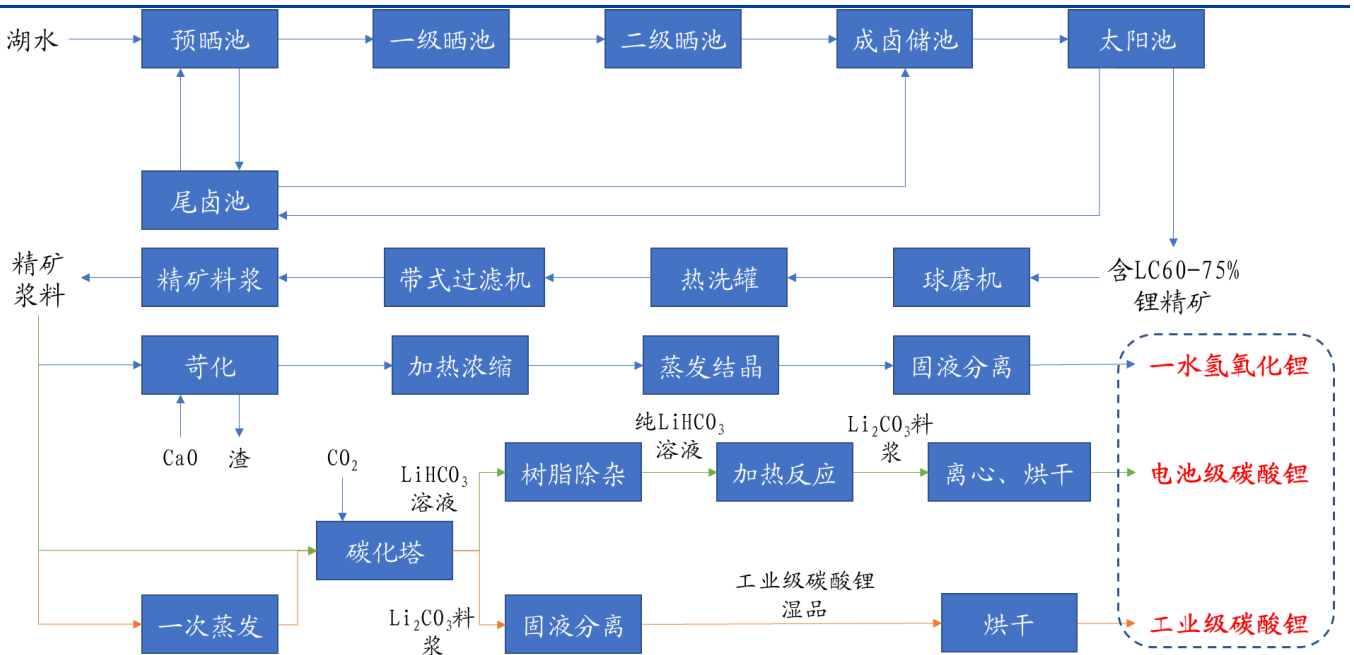 湖水
预晒池
一级晒池
二级晒池
成卤储池
太阳池
尾卤池
精矿
浆料
精矿料浆
带式过滤机
热洗罐
球磨机
含LC60-75%
锂精矿
苛化
加热浓缩
蒸发结晶
固液分离
一水氢氧化锂
CaO
渣
CO₂
LiHCO₃
溶液
树脂除杂
纯LiHCO₃
溶液
加热反应
Li₂CO₃料
浆
离心、烘干
电池级碳酸锂
碳化塔
一次蒸发
Li₂CO₃料
浆
固液分离
工业级碳酸锂
湿品
烘干
工业级碳酸锂